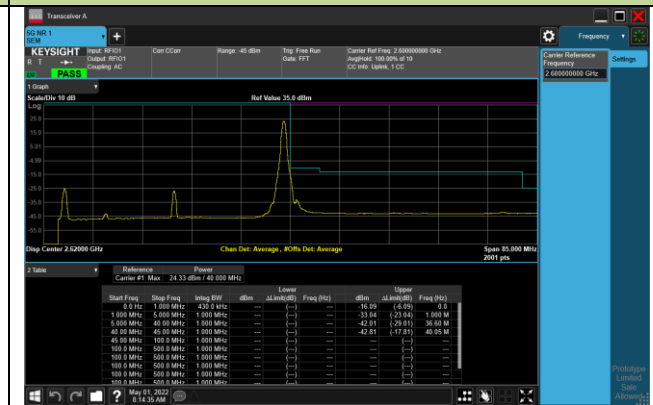 Transceiver A
5G NR 1
SEM
+
Frequency
KEYSIGHT
R T
PASS
Input: RFIO1
Output: RFIO1
Coupling: AC
Corr CCorr
Range: -45 dBm
Trig: Free Run
Gate: FFT
Carrier Ref Freq: 2.600000000 GHz
Avg|Hold: 100.00% of 10
CC Info: Uplink, 1 CC
Carrier Reference
Frequency
2.600000000 GHz
Settings
1 Graph
Scale/Div 10 dB
Ref Value 35.0 dBm
Log
25.0
15.0
5.01
-4.99
-15.0
-25.0
-35.0
-45.0
-55.0
Disp Center 2.62000 GHz
Chan Det: Average , #Offs Det: Average
Span 85.000 MHz
2001 pts
2 Table
Reference Power
Carrier #1: Max 24.33 dBm / 40.000 MHz
Lower Upper
Start Freq Stop Freq Integ BW dBm ΔLimit(dB) Freq (Hz) dBm ΔLimit(dB) Freq (Hz)
0.0 Hz 1.000 MHz 430.0 kHz --- (---) --- -16.09 (-6.09) 0.0
1.000 MHz 5.000 MHz 1.000 MHz --- (---) --- -33.04 (-23.04) 1.000 M
5.000 MHz 40.00 MHz 1.000 MHz --- (---) --- -42.01 (-29.01) 36.60 M
40.00 MHz 45.00 MHz 1.000 MHz --- (---) --- -42.81 (-17.81) 40.05 M
45.00 MHz 100.0 MHz 1.000 MHz --- (---) --- --- (---) ---
100.0 MHz 500.0 MHz 1.000 MHz --- (---) --- --- (---) ---
100.0 MHz 500.0 MHz 1.000 MHz --- (---) --- --- (---) ---
100.0 MHz 500.0 MHz 1.000 MHz --- (---) --- --- (---) ---
100.0 MHz 500.0 MHz 1.000 MHz --- (---) --- --- (---) ---
100.0 MHz 500.0 MHz 1.000 MHz --- (---) --- --- (---) ---
Prototype
Limited
Sale
Allowed
?
May 01, 2022
8:14:35 AM